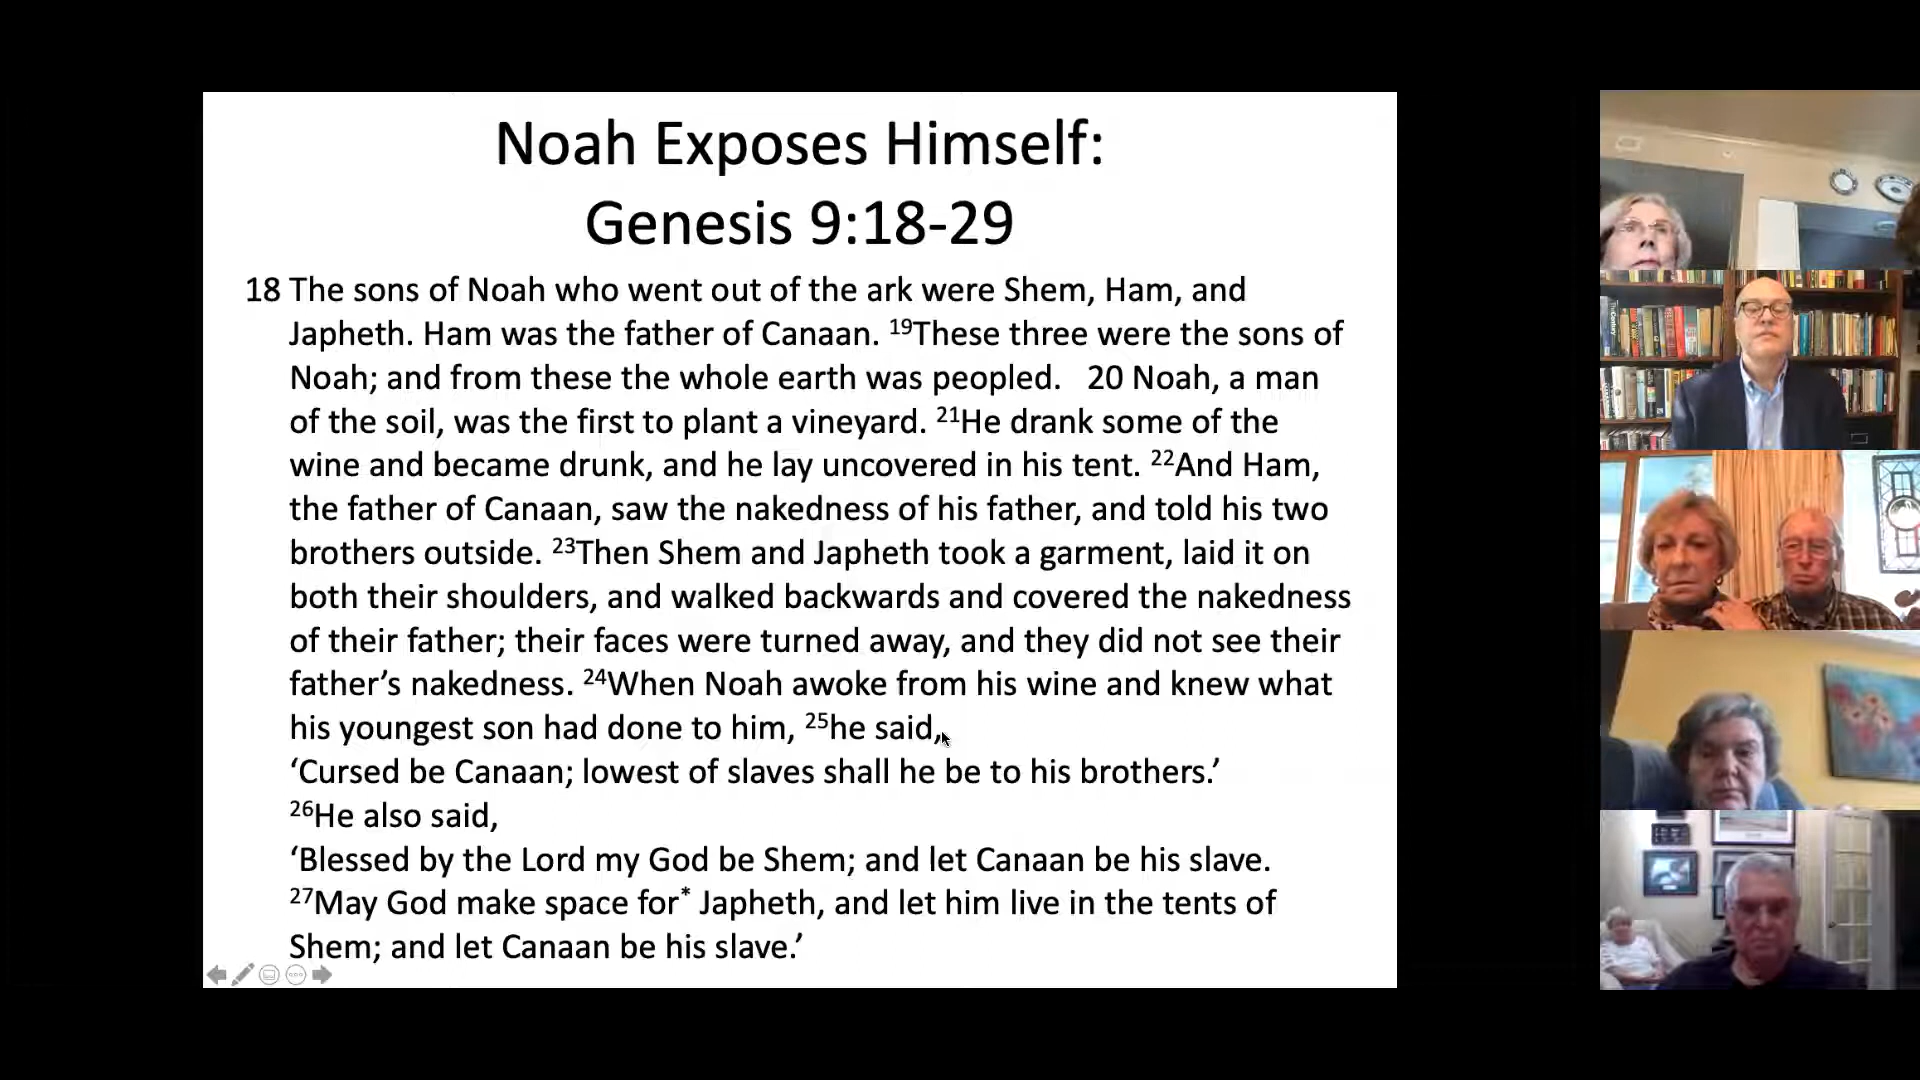 Noah Exposes Himself:
Genesis 9:18-29
18 The sons of Noah who went out of the ark were Shem, Ham, and
Japheth. Ham was the father of Canaan. ¹⁹These three were the sons of
Noah; and from these the whole earth was peopled.   20 Noah, a man
of the soil, was the first to plant a vineyard. ²¹He drank some of the
wine and became drunk, and he lay uncovered in his tent. ²²And Ham,
the father of Canaan, saw the nakedness of his father, and told his two
brothers outside. ²³Then Shem and Japheth took a garment, laid it on
both their shoulders, and walked backwards and covered the nakedness
of their father; their faces were turned away, and they did not see their
father’s nakedness. ²⁴When Noah awoke from his wine and knew what
his youngest son had done to him, ²⁵he said,
‘Cursed be Canaan; lowest of slaves shall he be to his brothers.’
²⁶He also said,
‘Blessed by the Lord my God be Shem; and let Canaan be his slave.
²⁷May God make space for* Japheth, and let him live in the tents of
Shem; and let Canaan be his slave.’